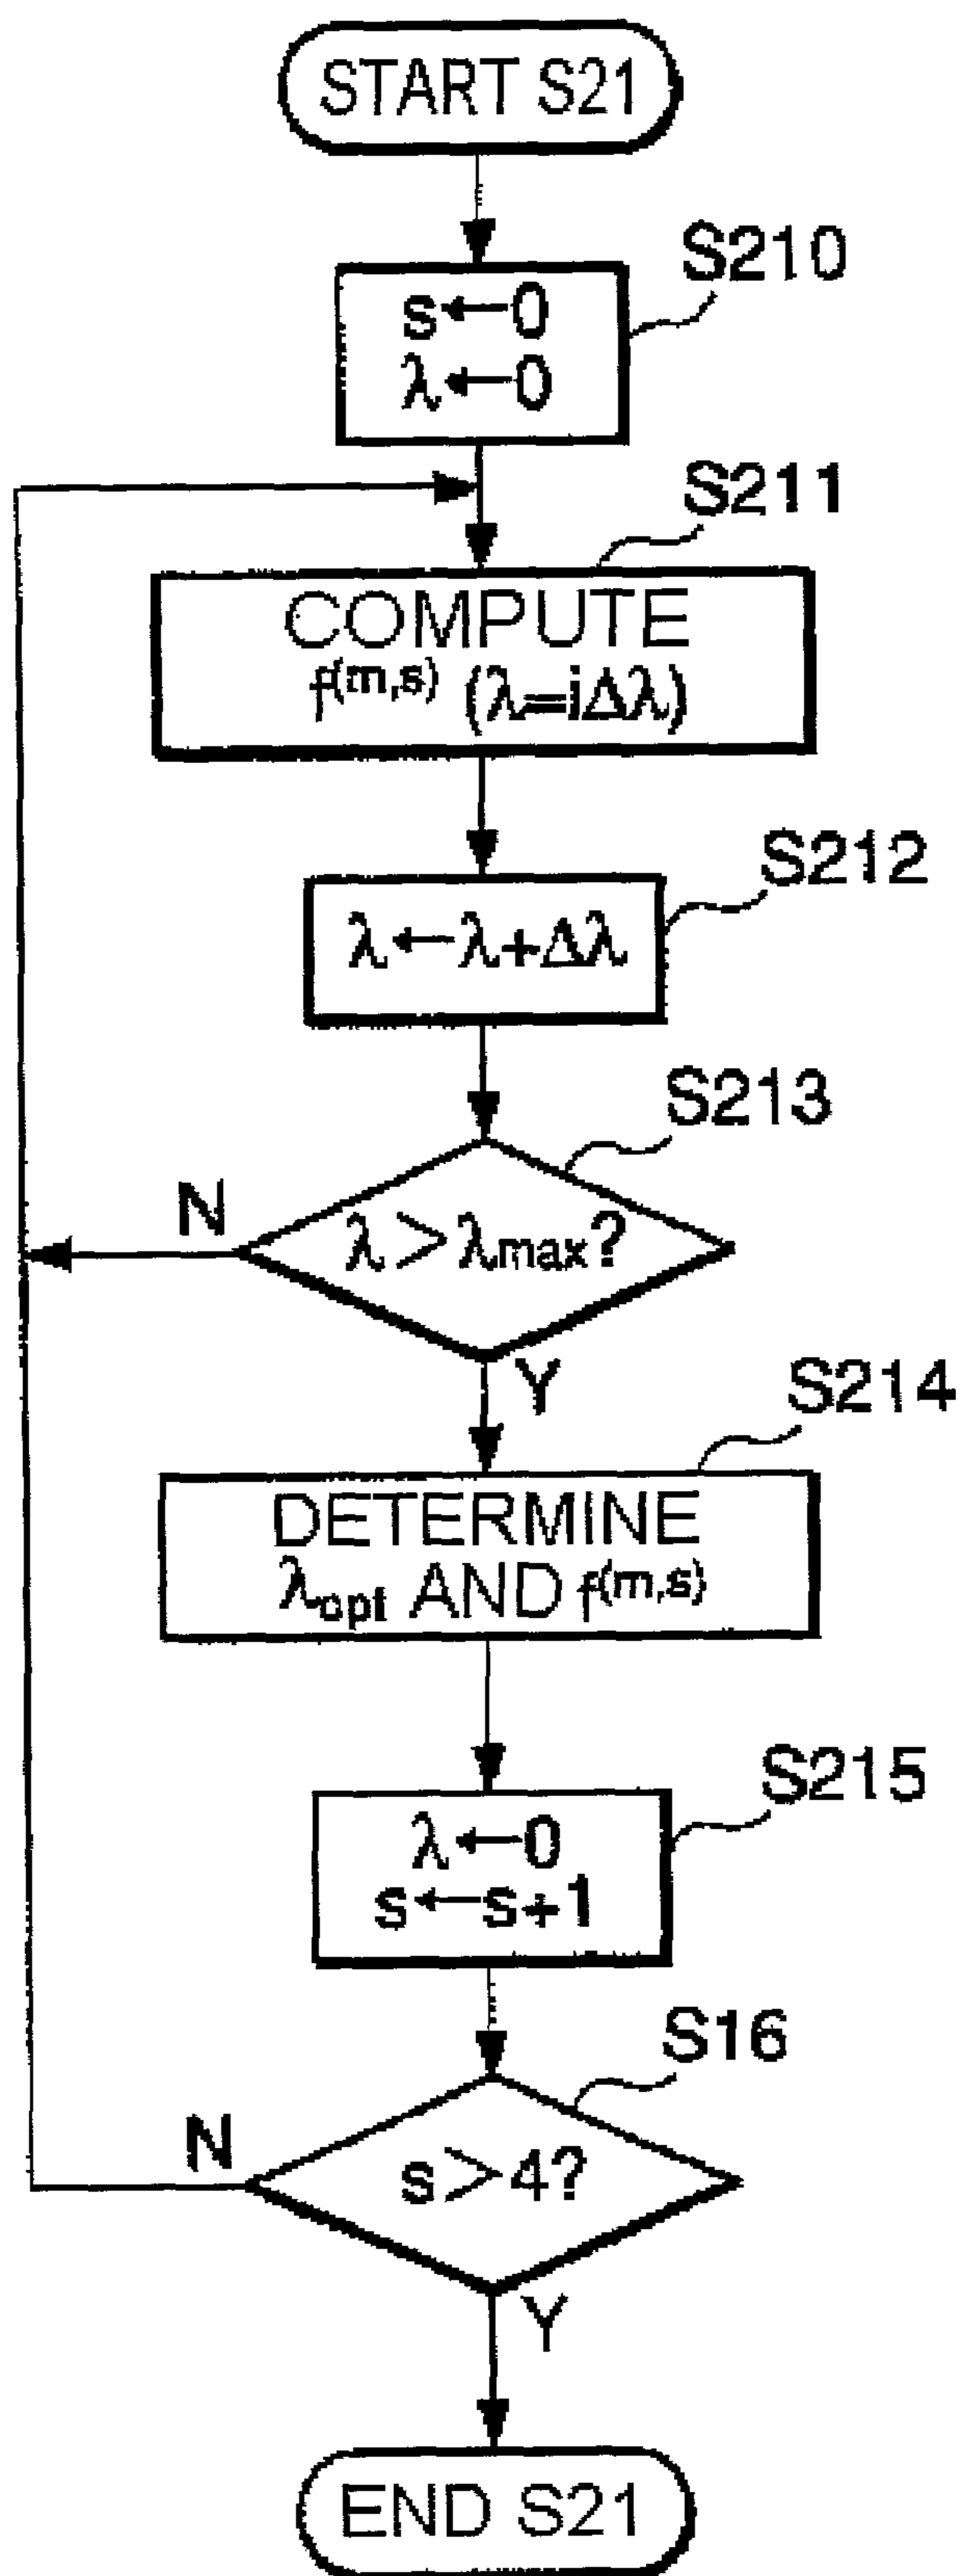 START S21
S210
s←0
λ←0
S211
COMPUTE
f(m,s) (λ=iΔλ)
S212
λ←λ+Δλ
S213
N
λ>λmax?
Y
S214
DETERMINE
λopt AND f(m,s)
S215
λ←0
s←s+1
S16
N
s>4?
Y
END S21